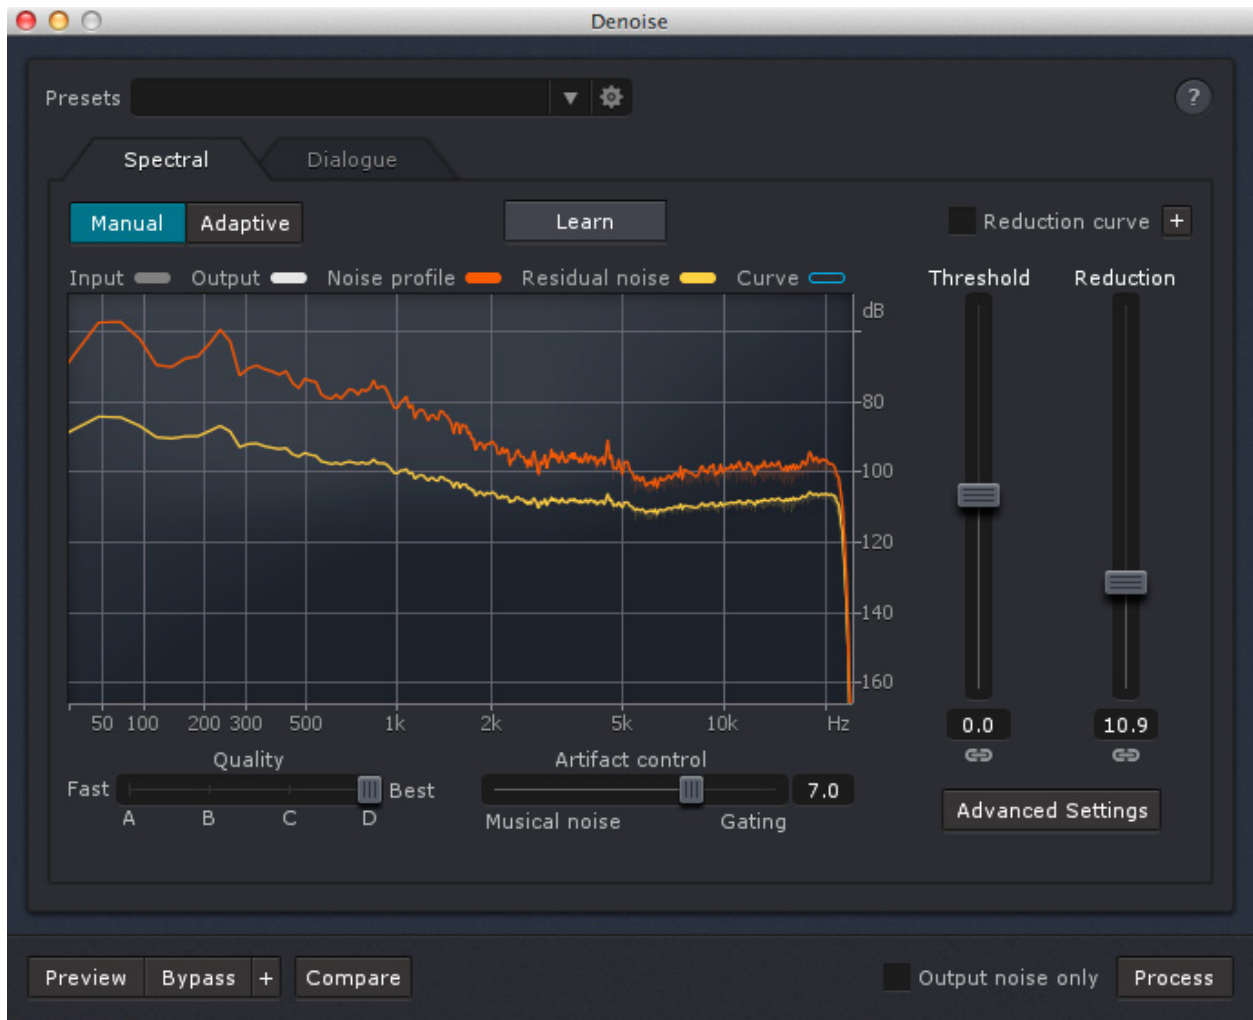 Denoise
Presets ?
Spectral Dialogue
Manual Adaptive Learn Reduction curve +
Input Output Noise profile Residual noise Curve Threshold Reduction
dB
-80
-100
-120
-140
-160
50 100 200 300 500 1k 2k 5k 10k Hz 0.0 10.9
Quality Artifact control
Fast Best 7.0
A B C D Musical noise Gating Advanced Settings
Preview Bypass + Compare Output noise only Process